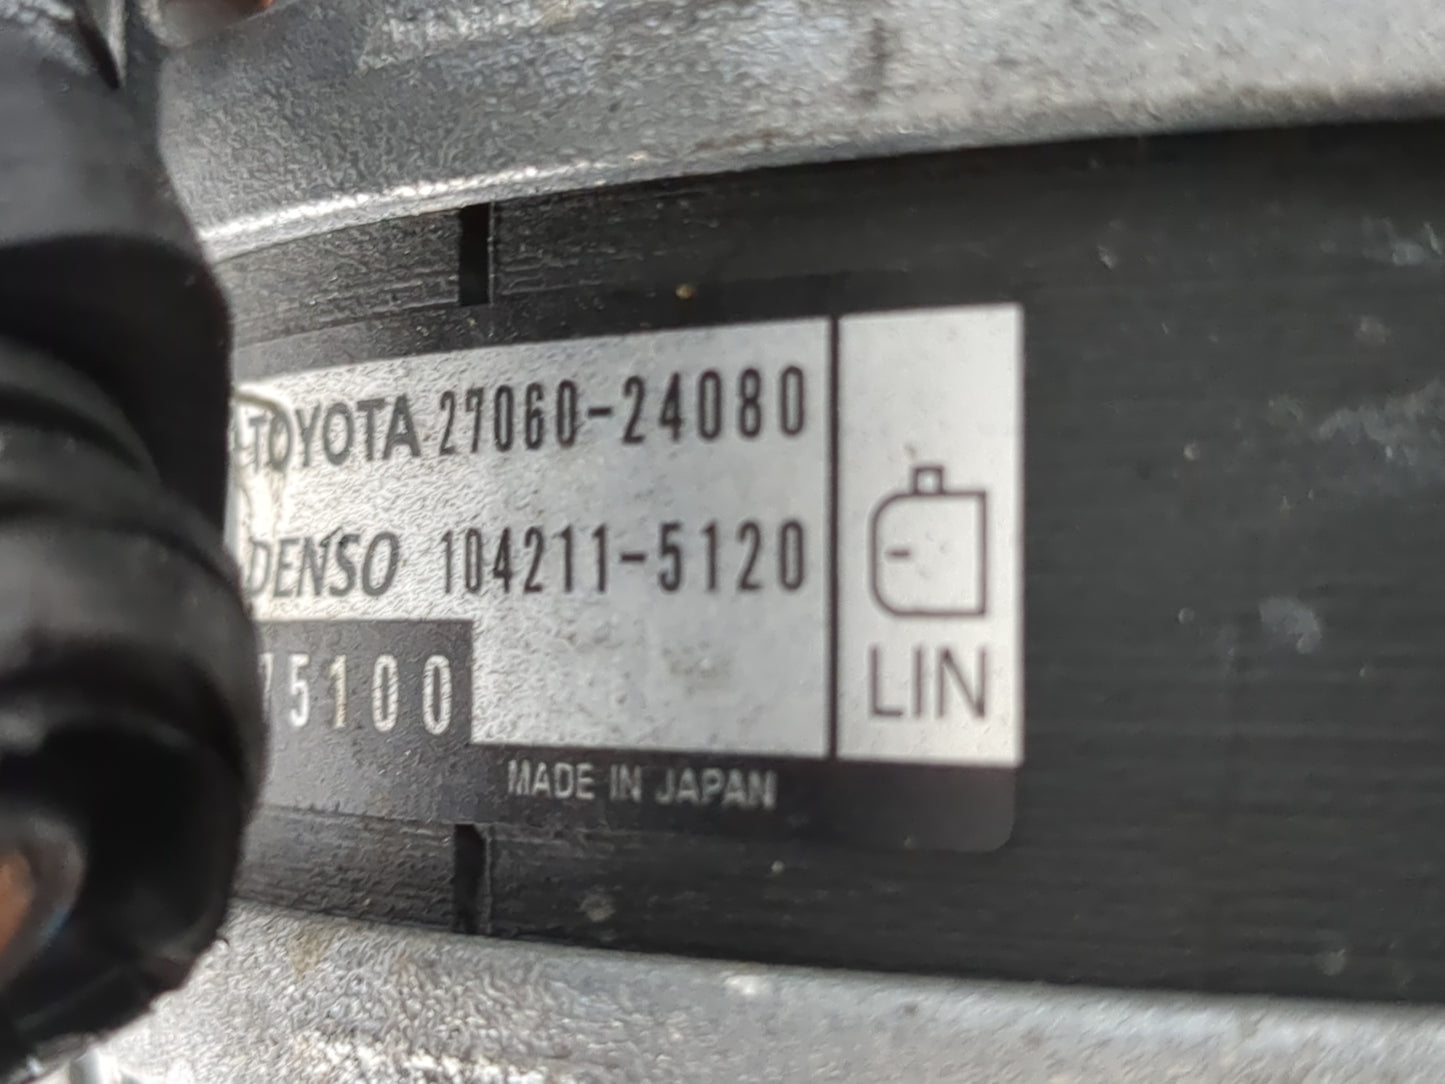 TOYOTA 27060-24080
DENSO 104211-5120
75100
LIN
MADE IN JAPAN